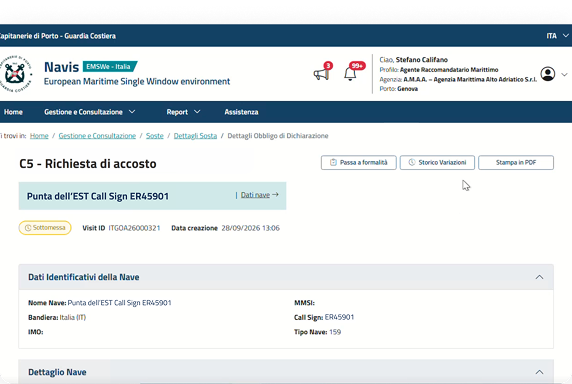 Capitanerie di Porto - Guardia Costiera
ITA
Navis EMSWe - Italia
European Maritime Single Window environment
3
99+
Ciao, Stefano Califano
Profilo: Agente Raccomandatario Marittimo
Agenzia: A.M.A.A. – Agenzia Marittima Alto Adriatico S.r.l.
Porto: Genova
Home
Gestione e Consultazione
Report
Assistenza
i trovi in: Home / Gestione e Consultazione / Soste / Dettagli Sosta / Dettagli Obbligo di Dichiarazione
C5 - Richiesta di accosto
Passa a formalità
Storico Variazioni
Stampa in PDF
Punta dell'EST Call Sign ER45901
| Dati nave →
Sottomessa
Visit ID ITGOA26000321
Data creazione 28/09/2026 13:06
Dati Identificativi della Nave
Nome Nave: Punta dell'EST Call Sign ER45901
MMSI:
Bandiera: Italia (IT)
Call Sign: ER45901
IMO:
Tipo Nave: 159
Dettaglio Nave